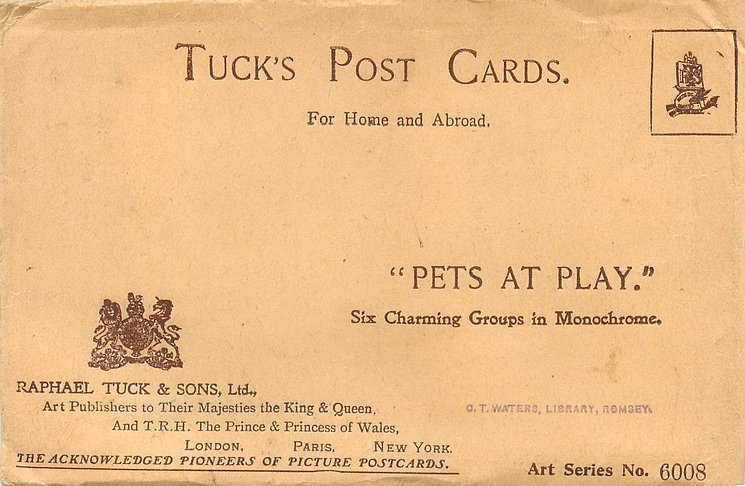 TUCK'S POST CARDS.
For Home and Abroad.
"PETS AT PLAY."
Six Charming Groups in Monochrome.
RAPHAEL TUCK & SONS, Ltd.,
Art Publishers to Their Majesties the King & Queen,
And T.R.H. The Prince & Princess of Wales,
LONDON, PARIS, NEW YORK.
THE ACKNOWLEDGED PIONEERS OF PICTURE POSTCARDS.
C. T. WATERS, LIBRARY, ROMSEY.
Art Series No. 6008